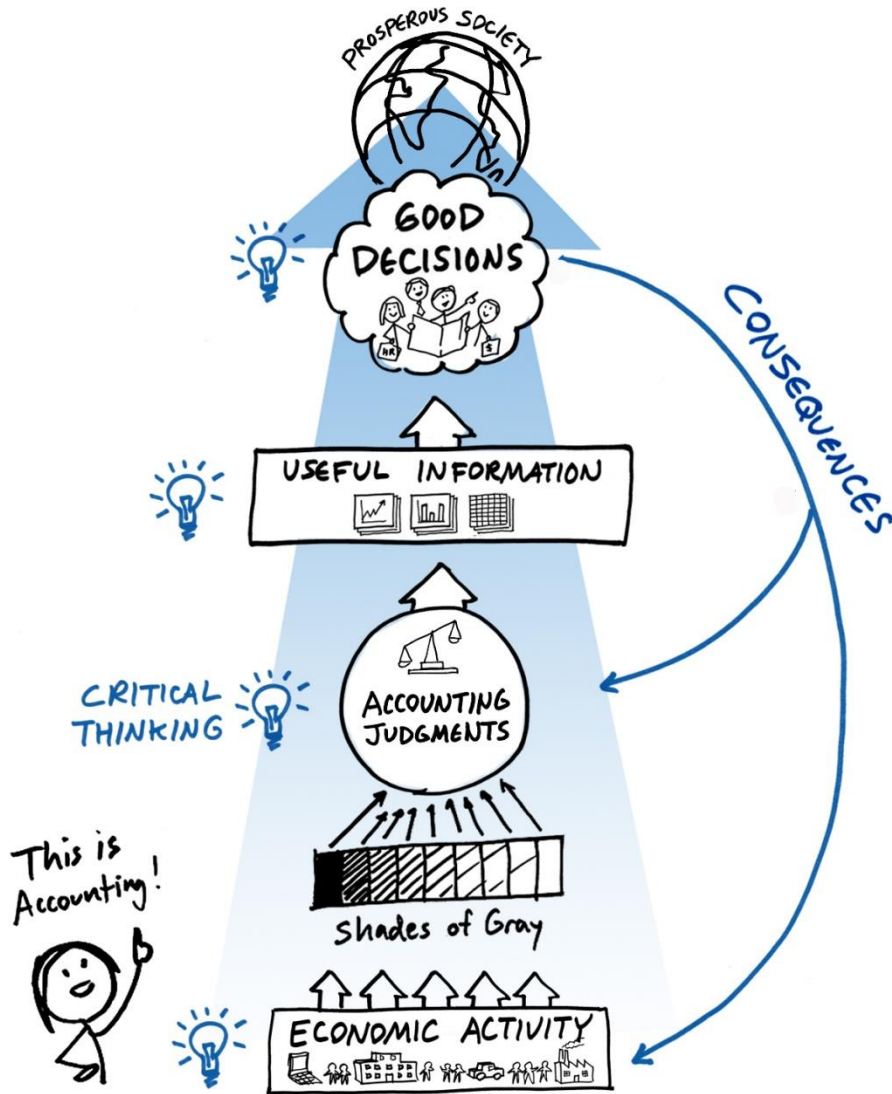 PROSPEROUS SOCIETY
GOOD
DECISIONS
HR
$
CONSEQUENCES
USEFUL INFORMATION
CRITICAL
THINKING
ACCOUNTING
JUDGMENTS
This is
Accounting!
Shades of Gray
ECONOMIC ACTIVITY